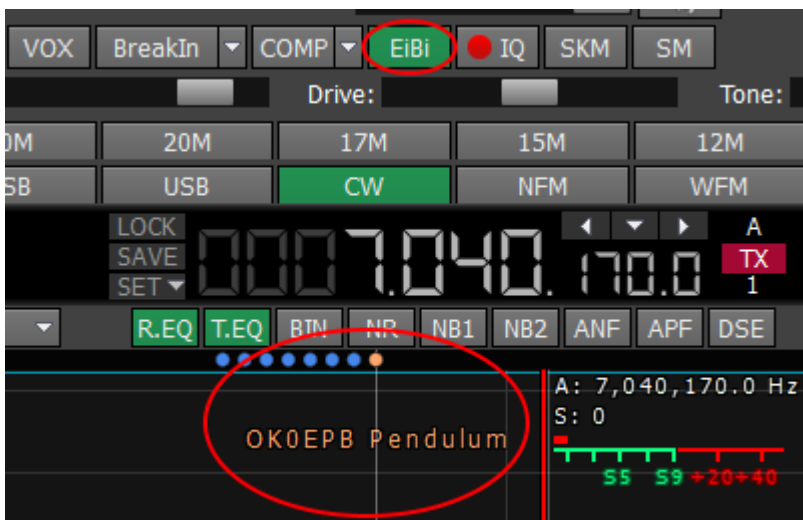 VOX BreakIn COMP EiBi IQ SKM SM
Drive: Tone:
0M 20M 17M 15M 12M
SB USB CW NFM WFM
LOCK A
SAVE 0007.040.170.0 TX
SET 1
R.EQ T.EQ BIN NR NB1 NB2 ANF APF DSE
A: 7,040,170.0 Hz
S: 0
OK0EPB Pendulum
S5 S9 +20 +40